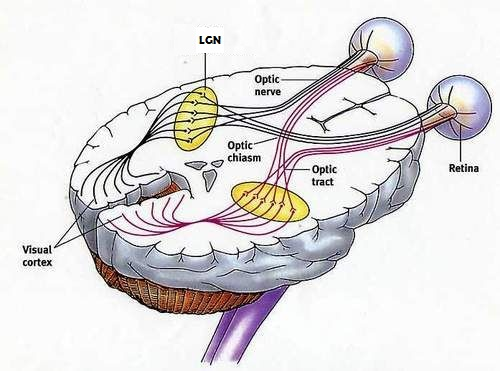 LGN
Optic
nerve
Optic
chiasm
Optic
tract
Retina
Visual
cortex